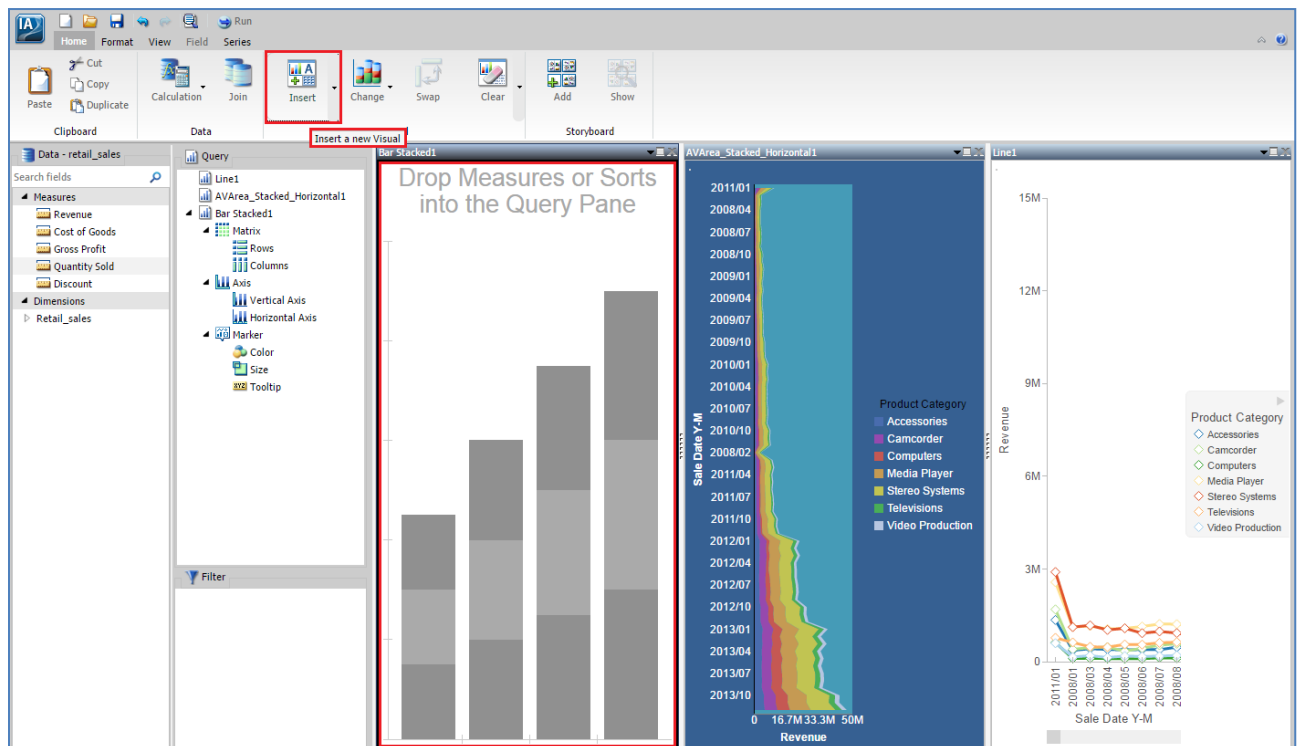 IA
Run
Home Format View Field Series
Paste
Cut
Copy
Duplicate
Clipboard
Calculation
Join
Data
Insert
Change
Swap
Clear
Insert a new Visual
Add
Show
Storyboard
Data - retail_sales
Search fields
Measures
Revenue
Cost of Goods
Gross Profit
Quantity Sold
Discount
Dimensions
Retail_sales
Query
Line1
AVArea_Stacked_Horizontal1
Bar Stacked1
Matrix
Rows
Columns
Axis
Vertical Axis
Horizontal Axis
Marker
Color
Size
Tooltip
Filter
Bar Stacked1
Drop Measures or Sorts
into the Query Pane
AVArea_Stacked_Horizontal1
Sale Date Y-M
2011/01
2008/04
2008/07
2008/10
2009/01
2009/04
2009/07
2009/10
2010/01
2010/04
2010/07
2010/10
2008/02
2011/04
2011/07
2011/10
2012/01
2012/04
2012/07
2012/10
2013/01
2013/04
2013/07
2013/10
0 16.7M 33.3M 50M
Revenue
Product Category
Accessories
Camcorder
Computers
Media Player
Stereo Systems
Televisions
Video Production
Line1
Revenue
15M
12M
9M
6M
3M
0
2011/01
2008/01
2008/03
2008/04
2008/05
2008/06
2008/07
2008/08
Sale Date Y-M
Product Category
Accessories
Camcorder
Computers
Media Player
Stereo Systems
Televisions
Video Production